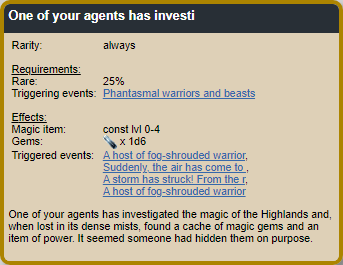 One of your agents has investi
Rarity: always
Requirements:
Rare: 25%
Triggering events: Phantasmal warriors and beasts
Effects:
Magic item: const lvl 0-4
Gems: x 1d6
Triggered events: A host of fog-shrouded warrior,
Suddenly, the air has come to ,
A storm has struck! From the r,
A host of fog-shrouded warrior
One of your agents has investigated the magic of the Highlands and,
when lost in its dense mists, found a cache of magic gems and an
item of power. It seemed someone had hidden them on purpose.